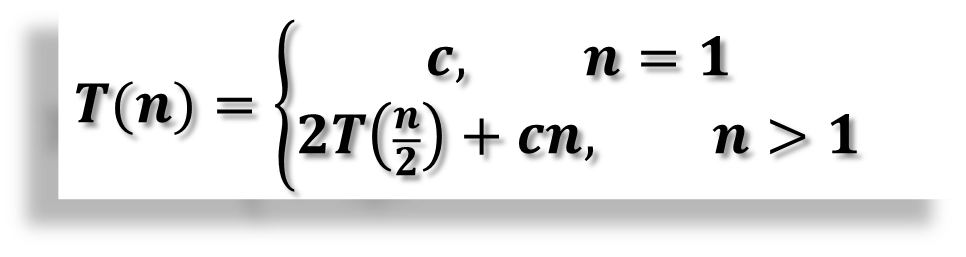 T(n) = { c, n = 1
2T(n/2) + cn, n > 1